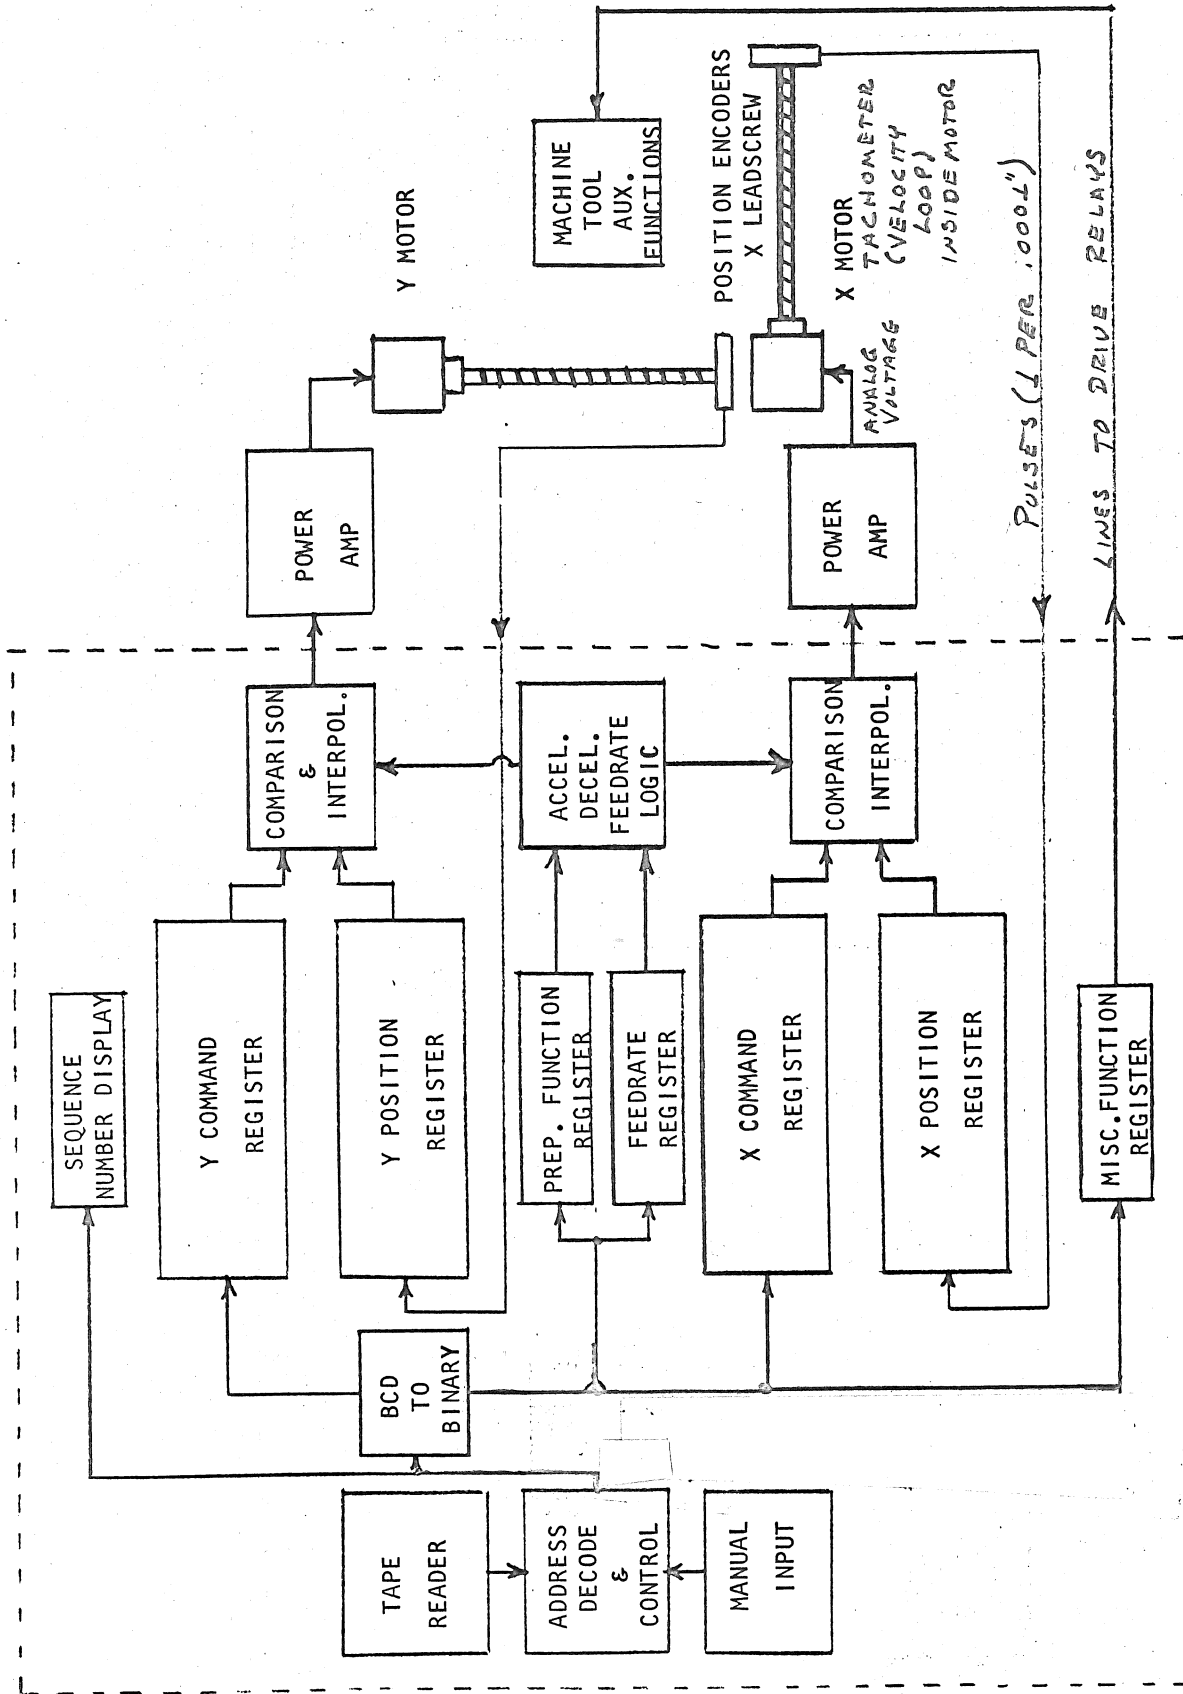 SEQUENCE
NUMBER DISPLAY
Y COMMAND
REGISTER
Y POSITION
REGISTER
COMPARISON
&
INTERPOL.
POWER
AMP
Y MOTOR
TAPE
READER
BCD
TO
BINARY
ADDRESS
DECODE
&
CONTROL
MANUAL
INPUT
PREP. FUNCTION
REGISTER
FEEDRATE
REGISTER
ACCEL.
DECEL.
FEEDRATE
LOGIC
MACHINE
TOOL
AUX.
FUNCTIONS
POSITION ENCODERS
X LEADSCREW
X COMMAND
REGISTER
X POSITION
REGISTER
COMPARISON
INTERPOL.
POWER
AMP
ANALOG
VOLTAGE
X MOTOR
TACHOMETER
(VELOCITY
LOOP)
INSIDE MOTOR
PULSES (1 PER .0001")
MISC.FUNCTION
REGISTER
LINES TO DRIVE RELAYS